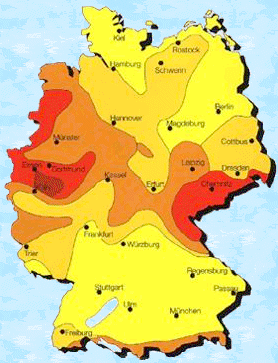 Kiel
Rostock
Hamburg
Schwerin
Berlin
Hannover
Magdeburg
Münster
Cottbus
Essen
Dortmund
Leipzig
Dresden
Kassel
Erfurt
Chemnitz
Frankfurt
Würzburg
Trier
Regensburg
Stuttgart
Passau
Ulm
München
Freiburg